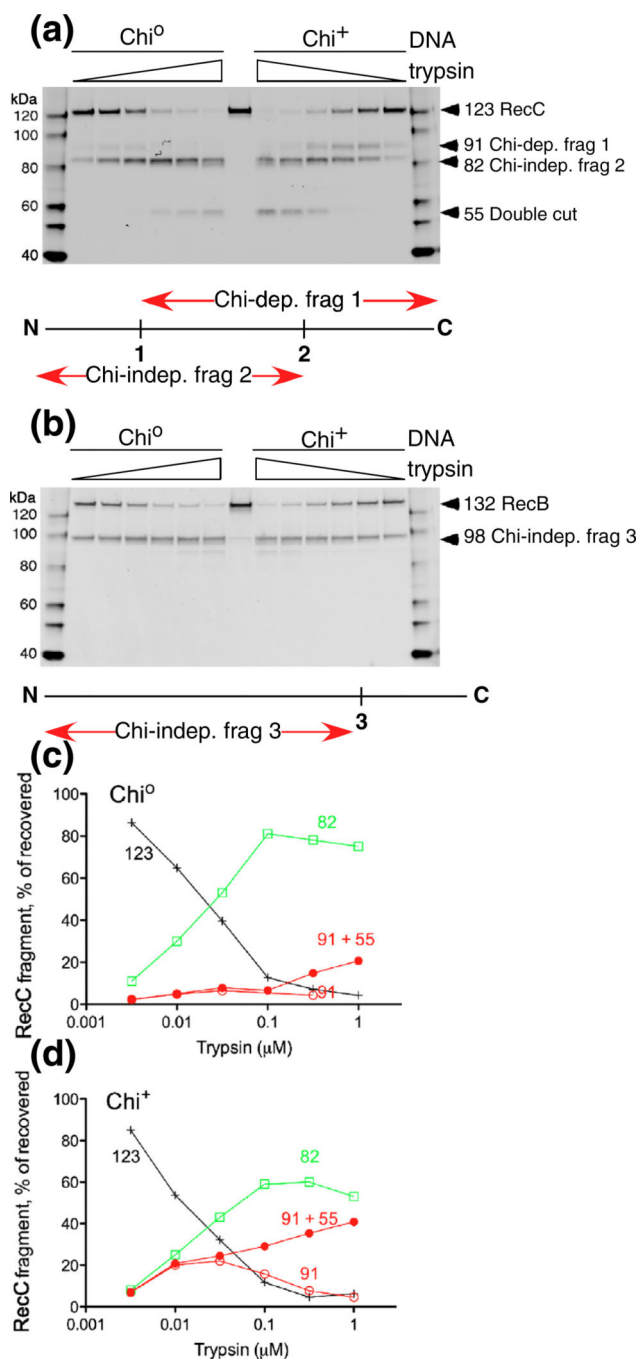 (a)
Chi⁰ Chi⁺ DNA
trypsin
kDa
120
100
80
60
40
123 RecC
91 Chi-dep. frag 1
82 Chi-indep. frag 2
55 Double cut
Chi-dep. frag 1
N C
1 2
Chi-indep. frag 2
(b)
Chi⁰ Chi⁺ DNA
trypsin
kDa
120
100
80
60
40
132 RecB
98 Chi-indep. frag 3
N C
3
Chi-indep. frag 3
(c)
Chi⁰
RecC fragment, % of recovered
100
80
60
40
20
0
123
82
91 + 55
91
0.001 0.01 0.1 1
Trypsin (μM)
(d)
Chi⁺
RecC fragment, % of recovered
100
80
60
40
20
0
123
82
91 + 55
91
0.001 0.01 0.1 1
Trypsin (μM)